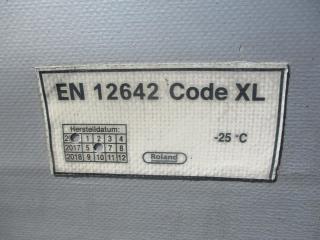 EN 12642 Code XL
Herstelldatum:
1 2 3 4
2017 5 7 8
2018 9 10 11 12
-25 °C
Roland